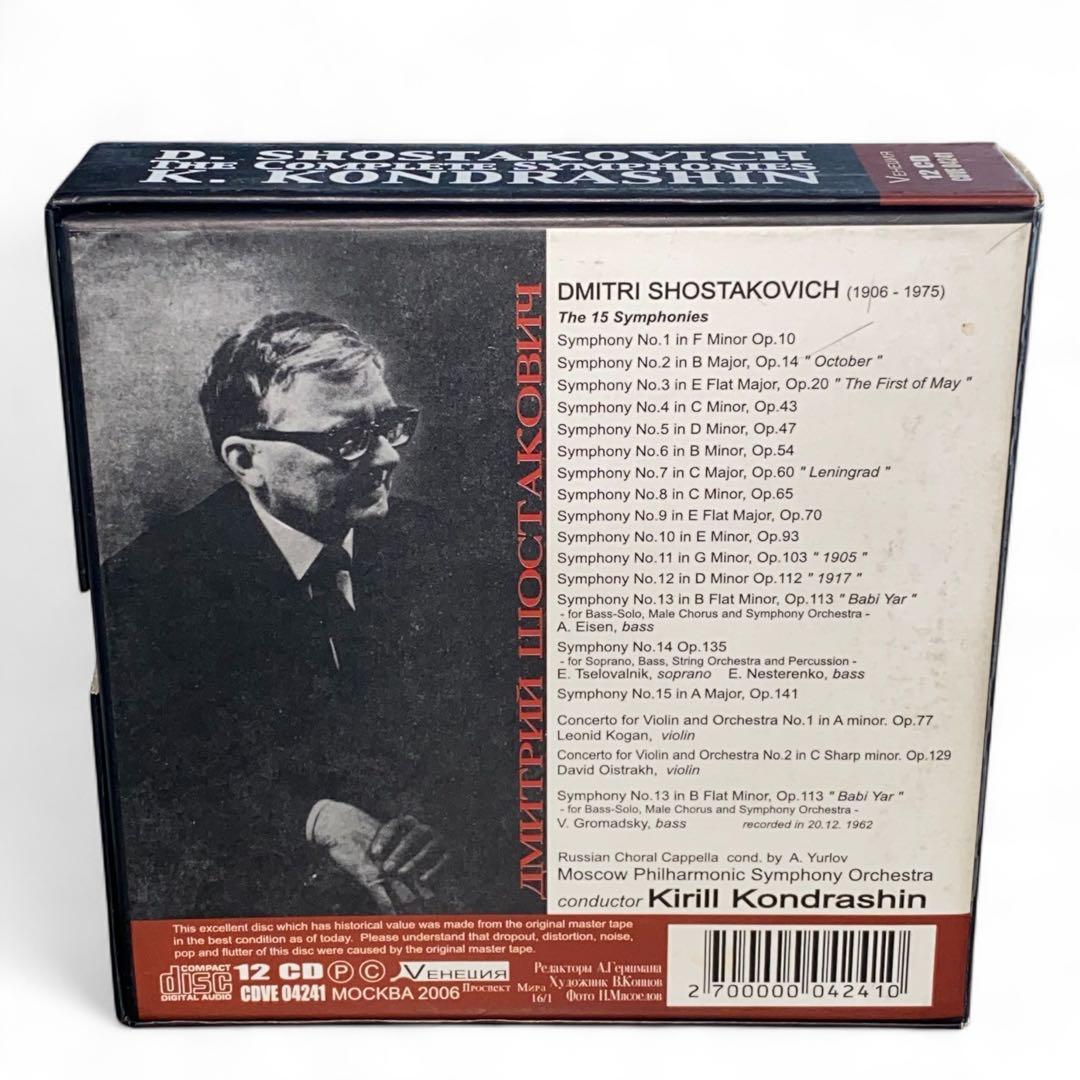 D. SHOSTAKOVICH
THE COMPLETE SYMPHONIES
K. KONDRASHIN
VЕНЕЦИЯ
12 CD
CDVE 04241
ДМИТРИЙ ШОСТАКОВИЧ
DMITRI SHOSTAKOVICH (1906 - 1975)
The 15 Symphonies
Symphony No.1 in F Minor Op.10
Symphony No.2 in B Major, Op.14 " October "
Symphony No.3 in E Flat Major, Op.20 " The First of May "
Symphony No.4 in C Minor, Op.43
Symphony No.5 in D Minor, Op.47
Symphony No.6 in B Minor, Op.54
Symphony No.7 in C Major, Op.60 " Leningrad "
Symphony No.8 in C Minor, Op.65
Symphony No.9 in E Flat Major, Op.70
Symphony No.10 in E Minor, Op.93
Symphony No.11 in G Minor, Op.103 " 1905 "
Symphony No.12 in D Minor Op.112 " 1917 "
Symphony No.13 in B Flat Minor, Op.113 " Babi Yar "
- for Bass-Solo, Male Chorus and Symphony Orchestra -
A. Eisen, bass
Symphony No.14 Op.135
- for Soprano, Bass, String Orchestra and Percussion -
E. Tselovalnik, soprano E. Nesterenko, bass
Symphony No.15 in A Major, Op.141
Concerto for Violin and Orchestra No.1 in A minor. Op.77
Leonid Kogan, violin
Concerto for Violin and Orchestra No.2 in C Sharp minor. Op.129
David Oistrakh, violin
Symphony No.13 in B Flat Minor, Op.113 " Babi Yar "
- for Bass-Solo, Male Chorus and Symphony Orchestra -
V. Gromadsky, bass recorded in 20.12. 1962
Russian Choral Cappella cond. by A. Yurlov
Moscow Philharmonic Symphony Orchestra
conductor Kirill Kondrashin
This excellent disc which has historical value was made from the original master tape
in the best condition as of today. Please understand that dropout, distortion, noise,
pop and flutter of this disc were caused by the original master tape.
COMPACT
disc
DIGITAL AUDIO
12 CD Ⓟ Ⓒ VЕНЕЦИЯ
CDVE 04241 МОСКВА 2006 Проспект Мира
16/1
Редакторы А.Геримана
Художник В.Копцов
Фото П.Мясоедов
2 700000 042410